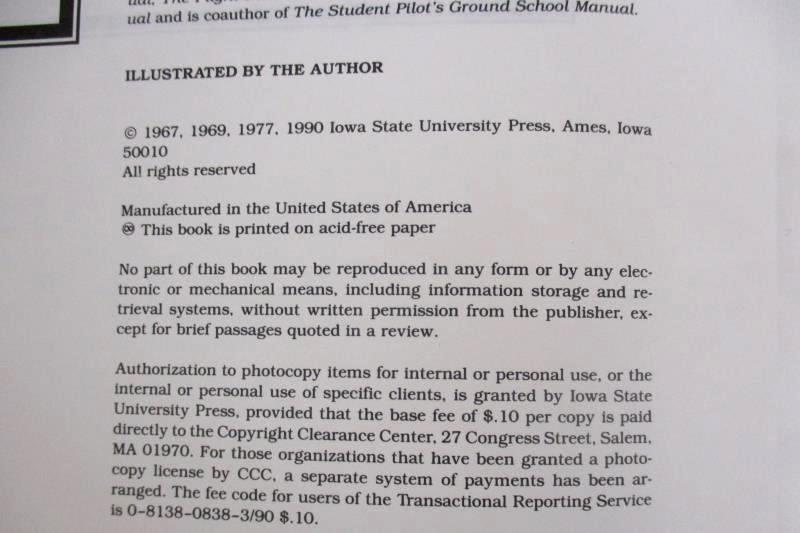 ual and is coauthor of The Student Pilot's Ground School Manual.
ILLUSTRATED BY THE AUTHOR
© 1967, 1969, 1977, 1990 Iowa State University Press, Ames, Iowa
50010
All rights reserved
Manufactured in the United States of America
♾ This book is printed on acid-free paper
No part of this book may be reproduced in any form or by any elec-
tronic or mechanical means, including information storage and re-
trieval systems, without written permission from the publisher, ex-
cept for brief passages quoted in a review.
Authorization to photocopy items for internal or personal use, or the
internal or personal use of specific clients, is granted by Iowa State
University Press, provided that the base fee of $.10 per copy is paid
directly to the Copyright Clearance Center, 27 Congress Street, Salem,
MA 01970. For those organizations that have been granted a photo-
copy license by CCC, a separate system of payments has been ar-
ranged. The fee code for users of the Transactional Reporting Service
is 0-8138-0838-3/90 $.10.